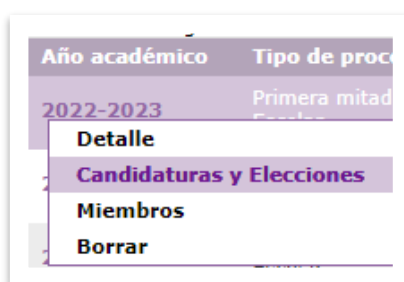 Año académico Tipo de proc
2022-2023 Primera mitad
Detalle
Candidaturas y Elecciones
Miembros
Borrar